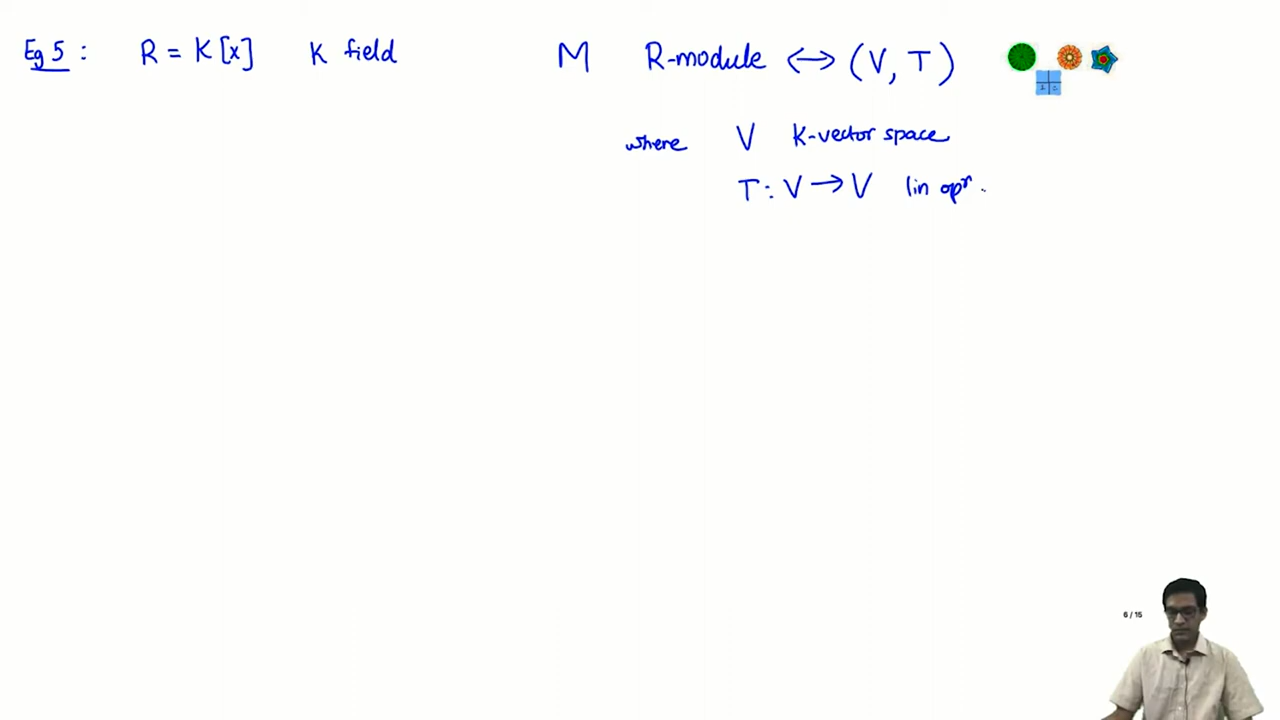 Eg 5 : R = K[x] K field M R-module ↔ (V, T)
where V K-vector space
T : V → V lin opr.
6 / 15